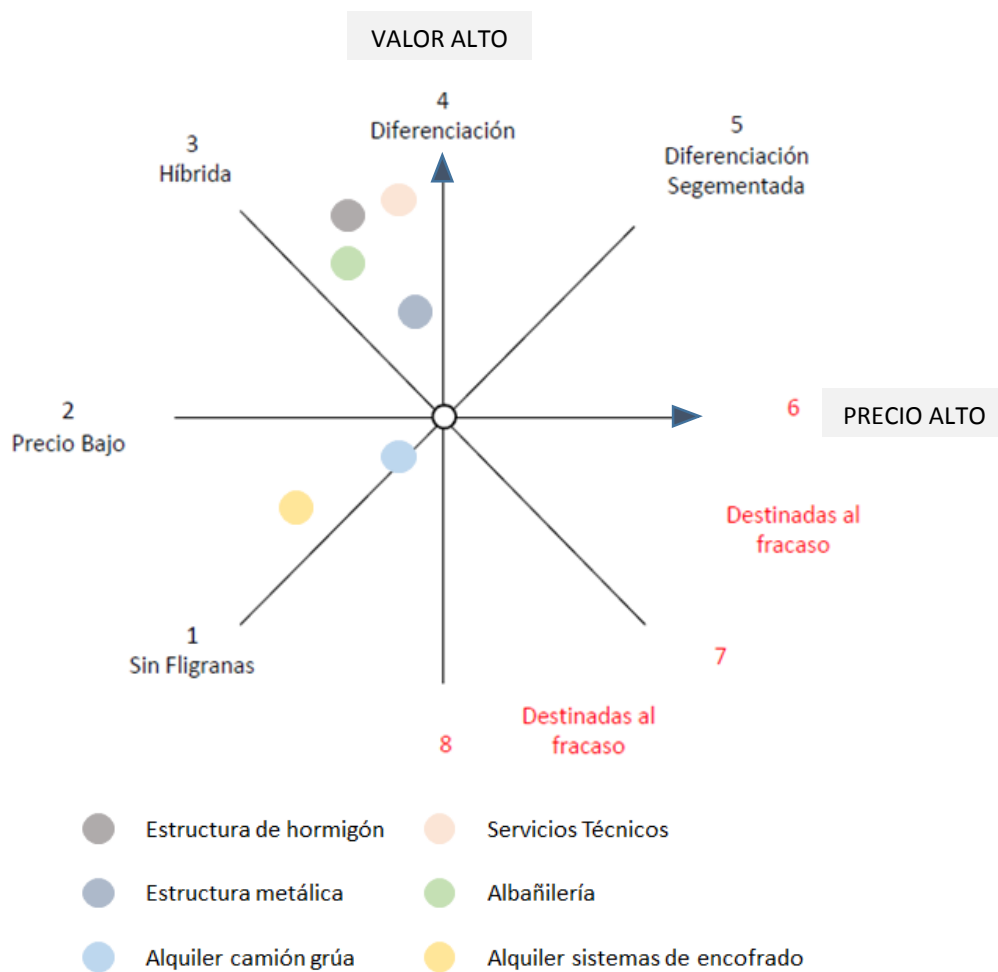 VALOR ALTO
4
Diferenciación
3
Híbrida
5
Diferenciación
Segementada
2
Precio Bajo
6
PRECIO ALTO
Destinadas al
fracaso
1
Sin Fligranas
7
Destinadas al
fracaso
8
Estructura de hormigón
Servicios Técnicos
Estructura metálica
Albañilería
Alquiler camión grúa
Alquiler sistemas de encofrado